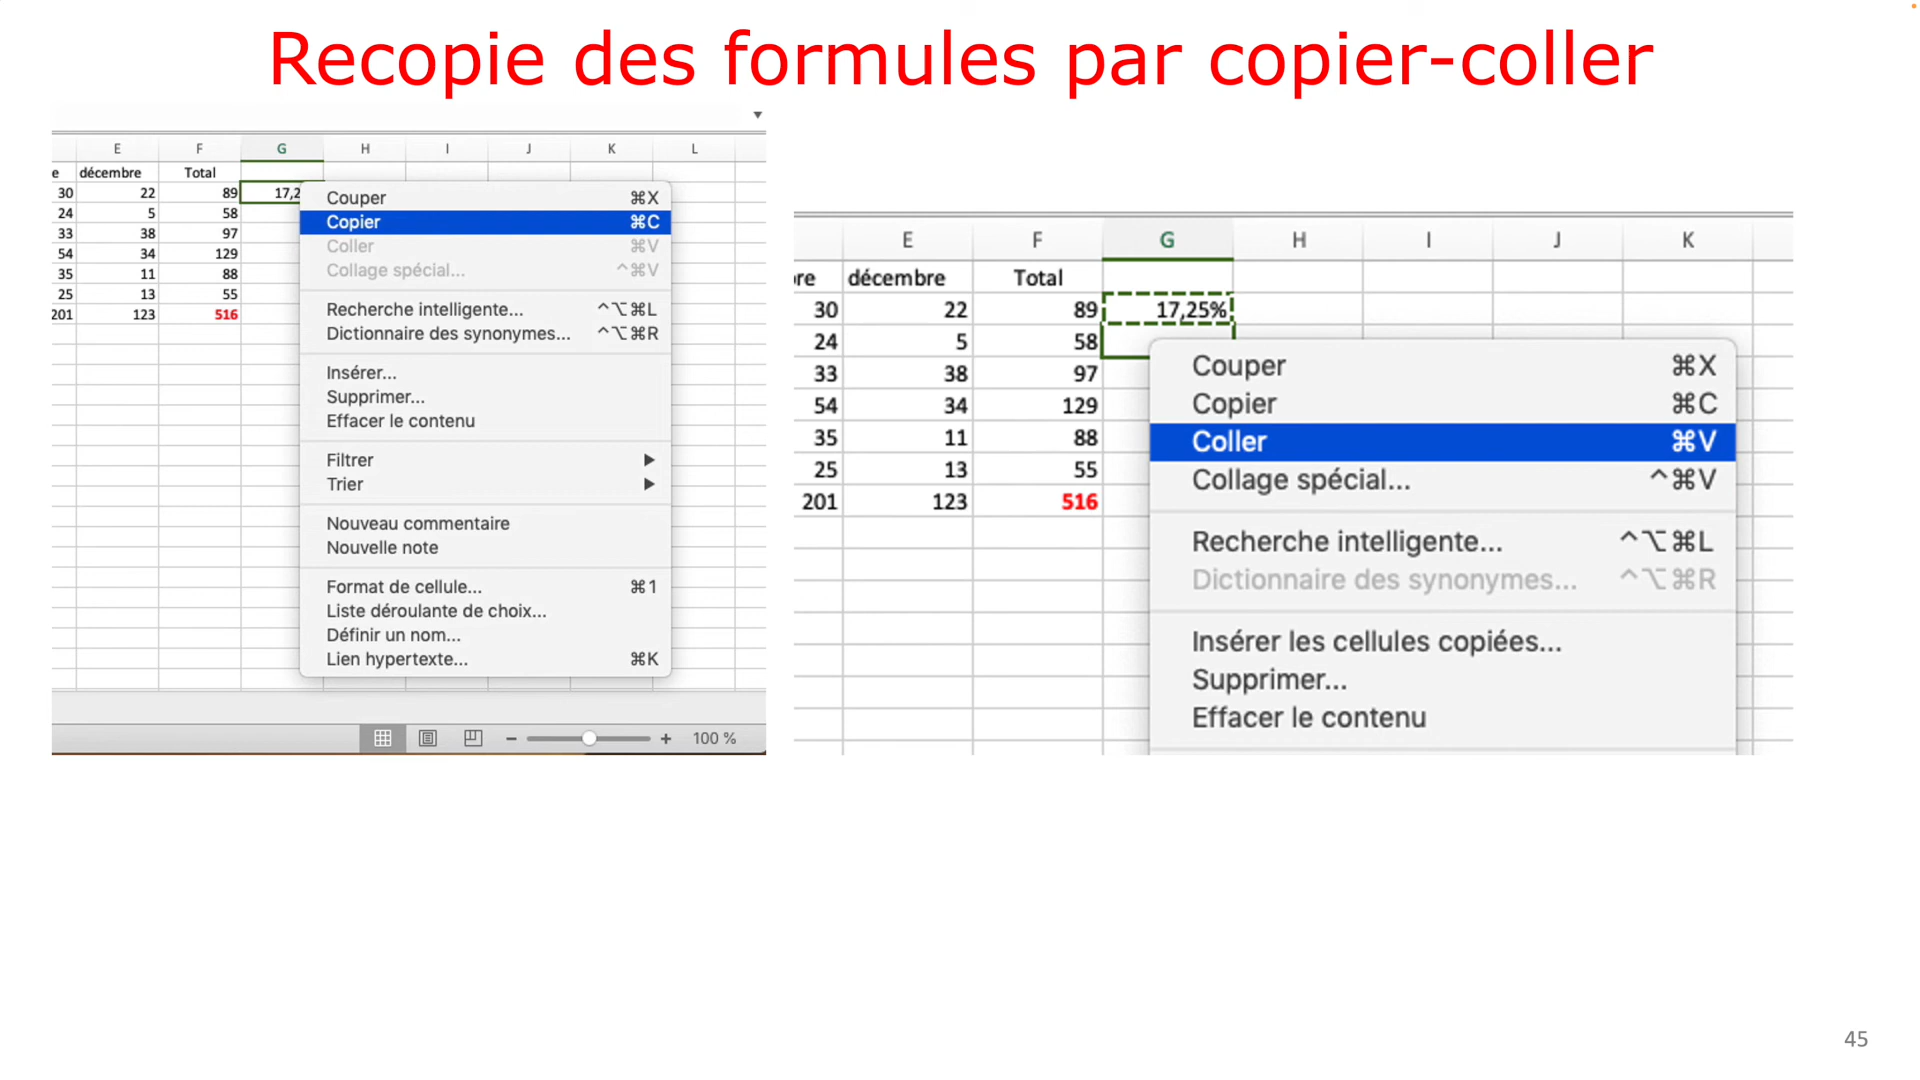 Recopie des formules par copier-coller
E F G H I J K L
e décembre Total
30 22 89 17,2
24 5 58
33 38 97
54 34 129
35 11 88
25 13 55
201 123 516
Couper ⌘X
Copier ⌘C
Coller ⌘V
Collage spécial... ^⌘V
Recherche intelligente... ^⌥⌘L
Dictionnaire des synonymes... ^⌥⌘R
Insérer...
Supprimer...
Effacer le contenu
Filtrer
Trier
Nouveau commentaire
Nouvelle note
Format de cellule... ⌘1
Liste déroulante de choix...
Définir un nom...
Lien hypertexte... ⌘K
100 %
E F G H I J K
re décembre Total
30 22 89 17,25%
24 5 58
33 38 97
54 34 129
35 11 88
25 13 55
201 123 516
Couper ⌘X
Copier ⌘C
Coller ⌘V
Collage spécial... ^⌘V
Recherche intelligente... ^⌥⌘L
Dictionnaire des synonymes... ^⌥⌘R
Insérer les cellules copiées...
Supprimer...
Effacer le contenu
45